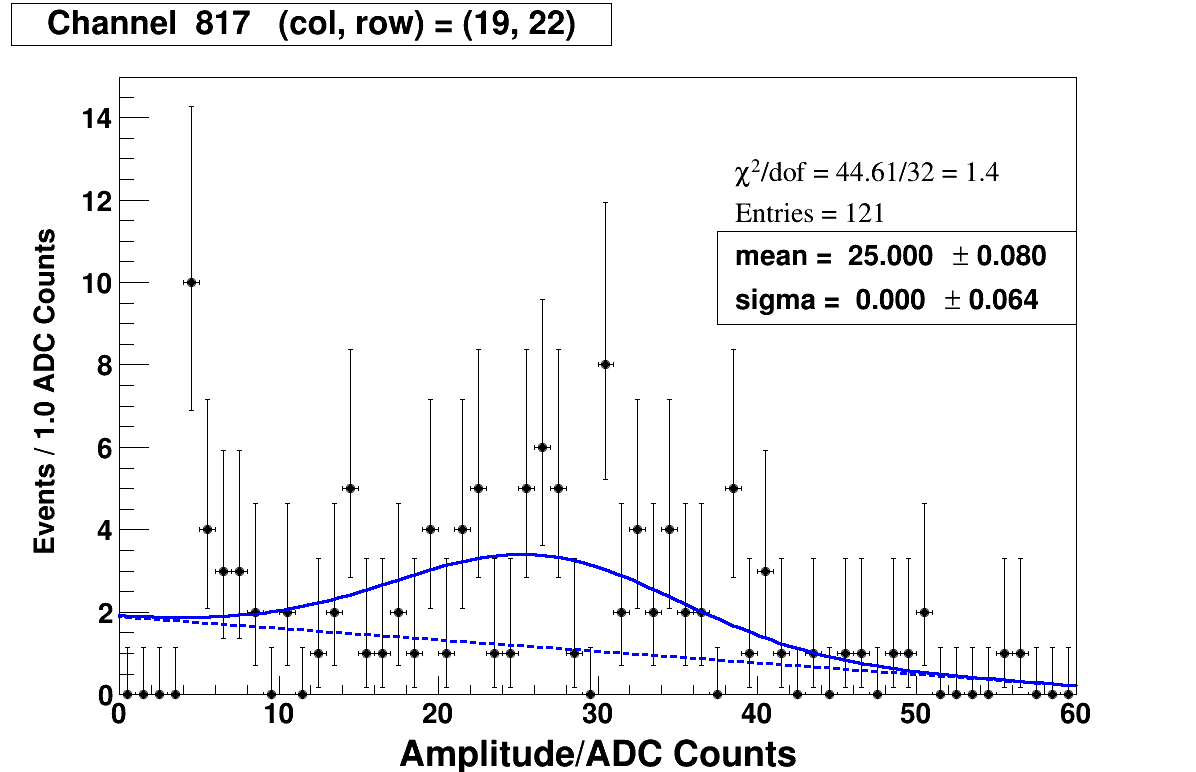 Channel 817 (col, row) = (19, 22)
χ²/dof = 44.61/32 = 1.4
Entries = 121
mean = 25.000 ± 0.080
sigma = 0.000 ± 0.064
Events / 1.0 ADC Counts
14
12
10
8
6
4
2
0
0 10 20 30 40 50 60
Amplitude/ADC Counts